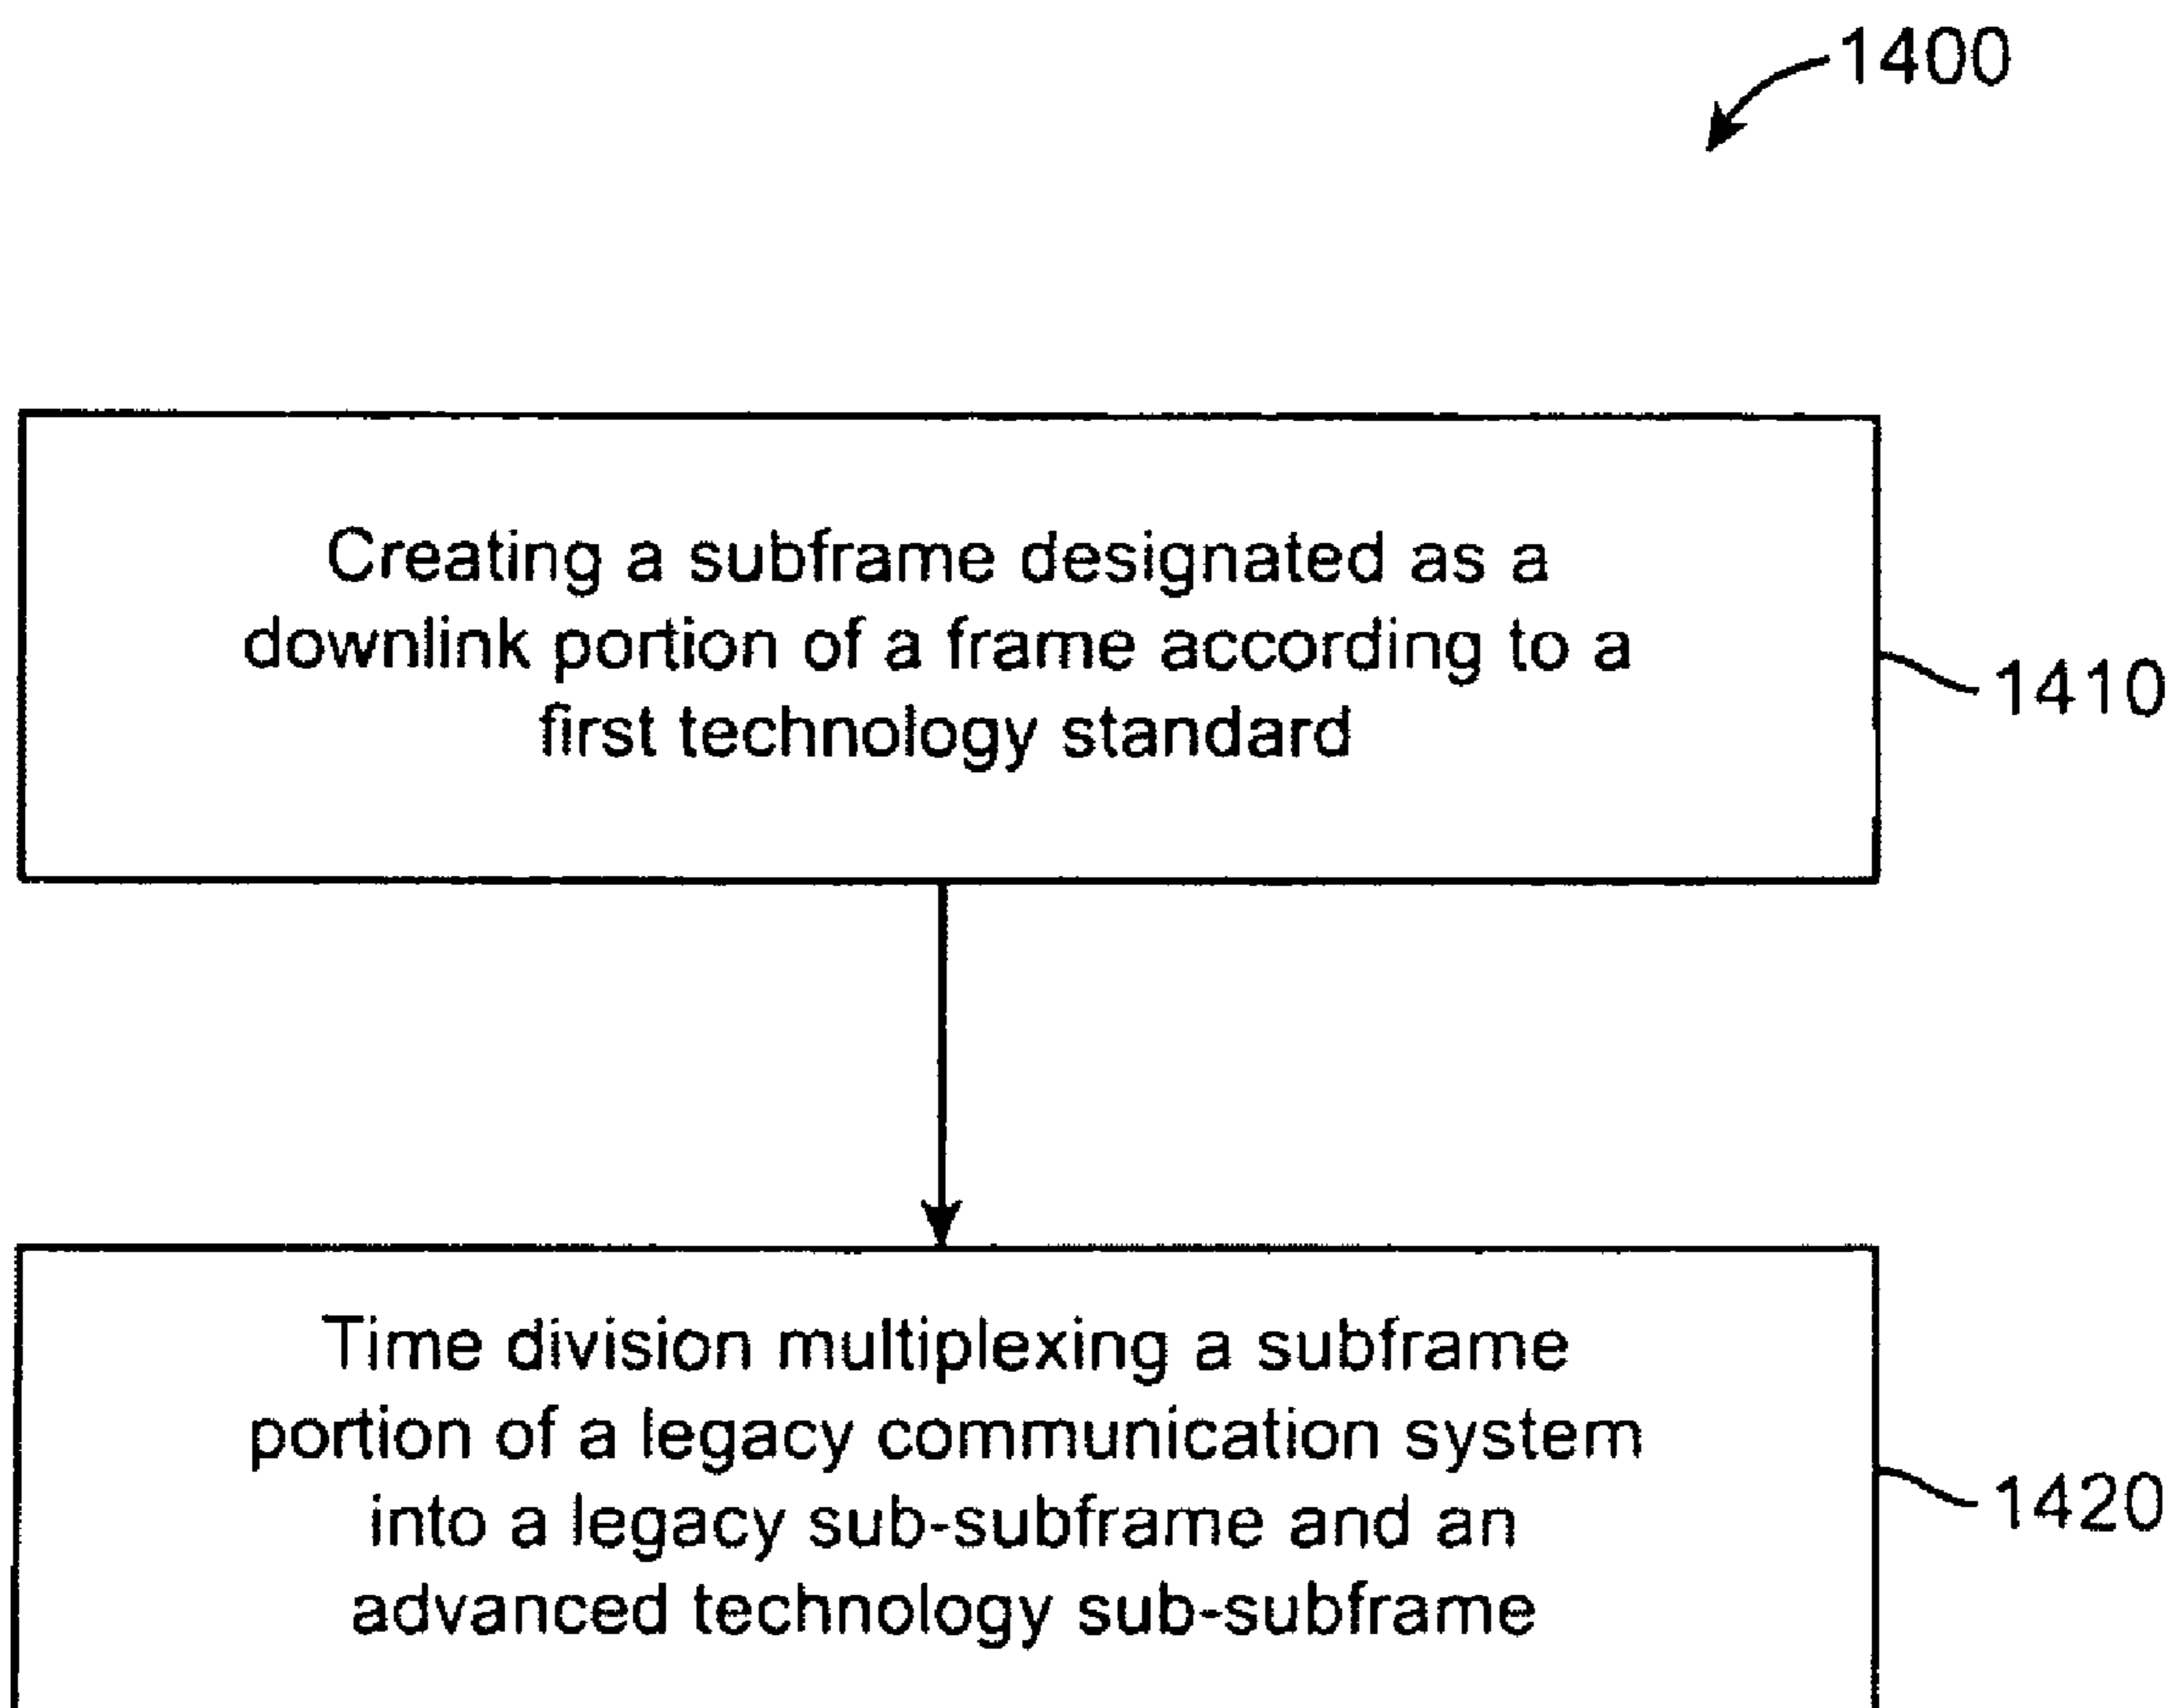 1400
Creating a subframe designated as a
downlink portion of a frame according to a
first technology standard
1410
Time division multiplexing a subframe
portion of a legacy communication system
into a legacy sub-subframe and an
advanced technology sub-subframe
1420